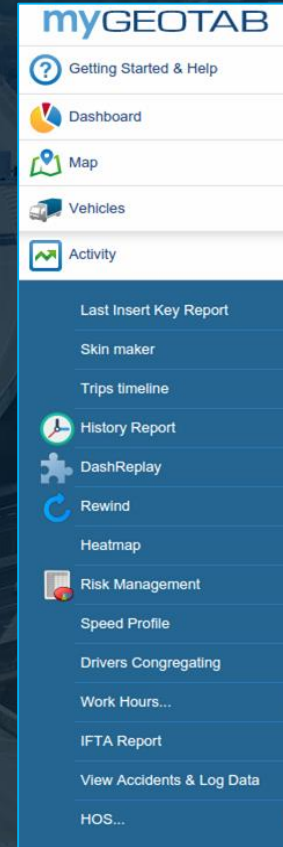 myGEOTAB
Getting Started & Help
Dashboard
Map
Vehicles
Activity
Last Insert Key Report
Skin maker
Trips timeline
History Report
DashReplay
Rewind
Heatmap
Risk Management
Speed Profile
Drivers Congregating
Work Hours...
IFTA Report
View Accidents & Log Data
HOS...